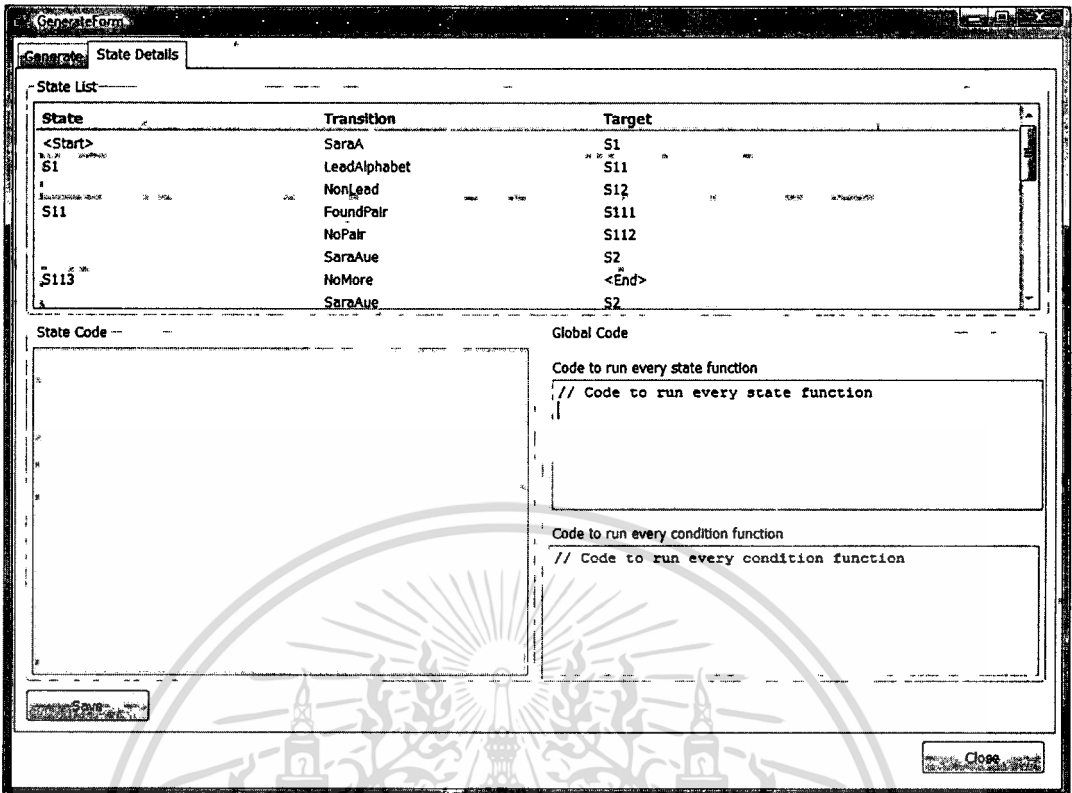 GenerateForm
Generate State Details
State List
State Transition Target
<Start> SaraA S1
S1 LeadAlphabet S11
NonLead S12
S11 FoundPair S111
NoPair S112
SaraAue S2
S113 NoMore <End>
SaraAue S2
State Code
Global Code
Code to run every state function
// Code to run every state function
Code to run every condition function
// Code to run every condition function
Save
Close